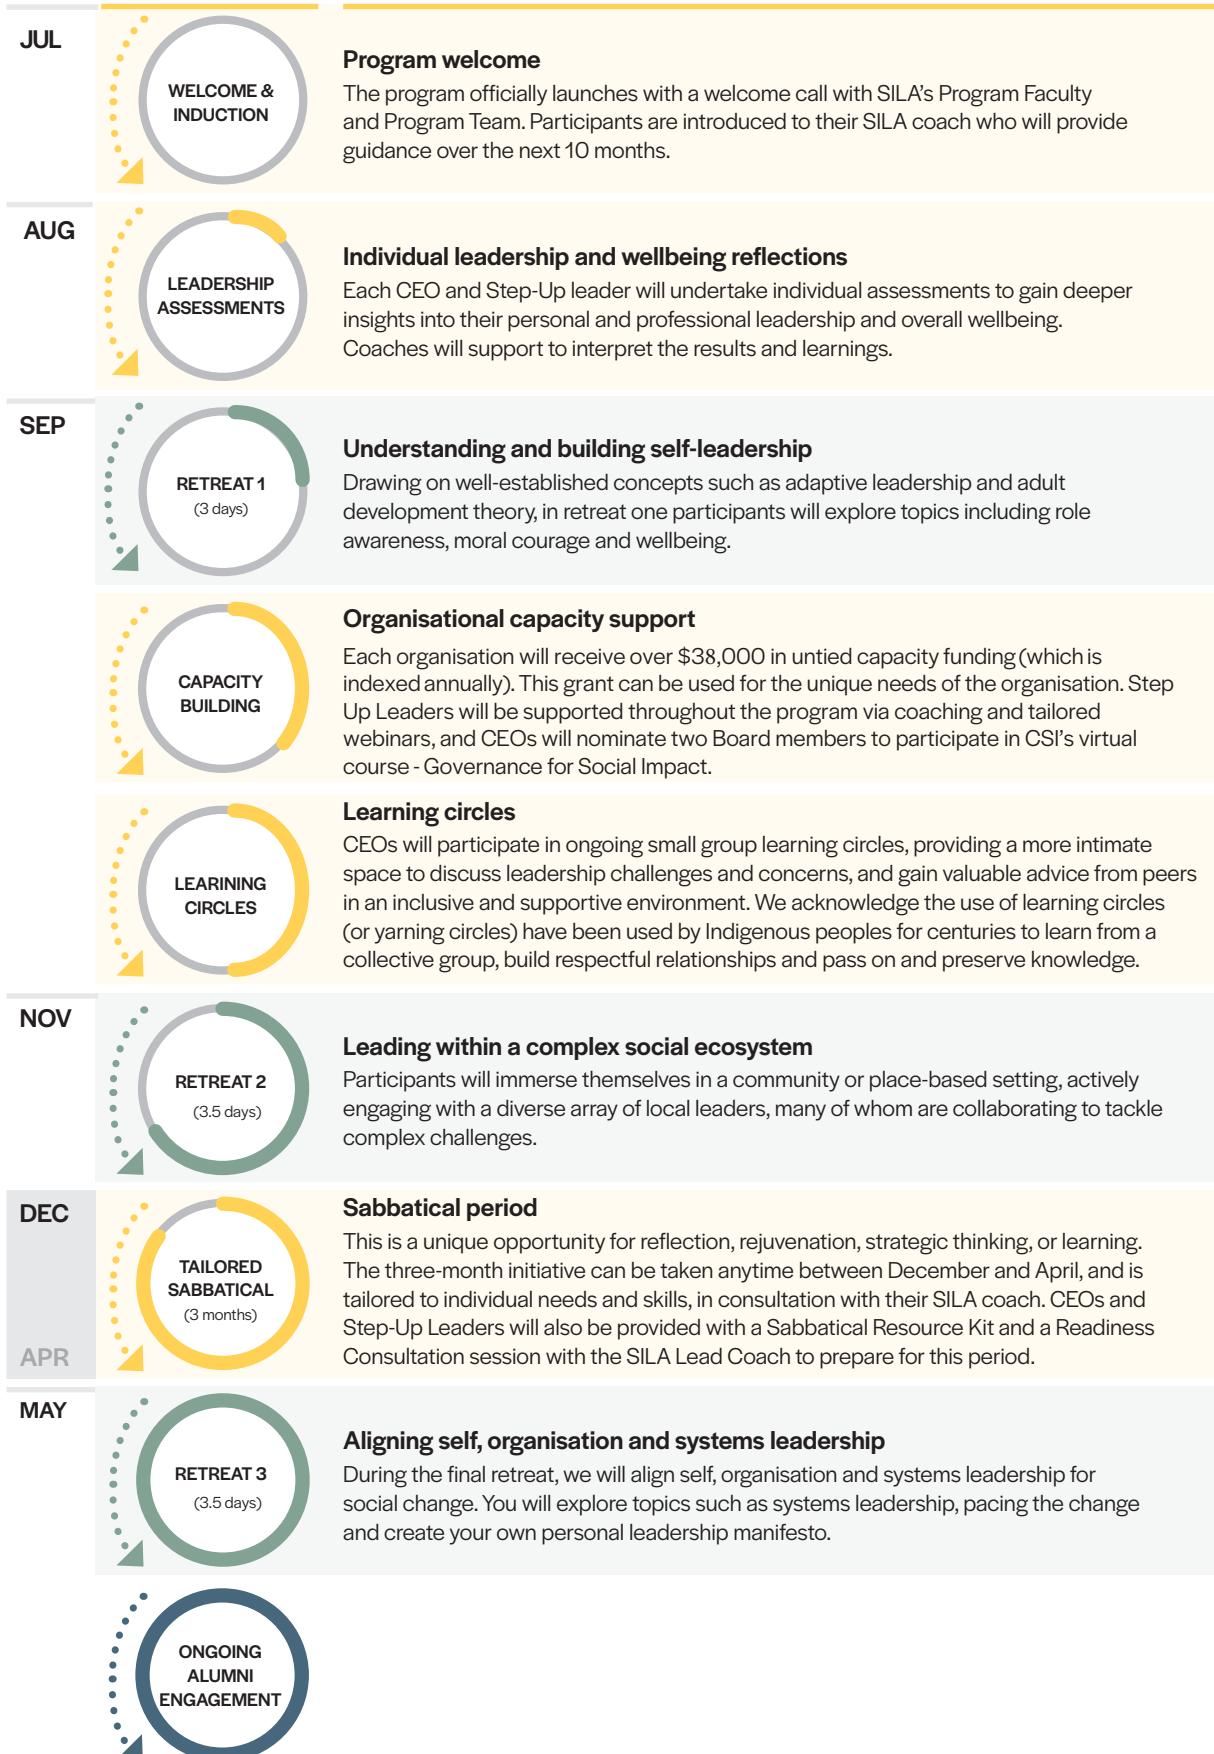 JUL
WELCOME &
INDUCTION
Program welcome
The program officially launches with a welcome call with SILA's Program Faculty
and Program Team. Participants are introduced to their SILA coach who will provide
guidance over the next 10 months.
AUG
LEADERSHIP
ASSESSMENTS
Individual leadership and wellbeing reflections
Each CEO and Step-Up leader will undertake individual assessments to gain deeper
insights into their personal and professional leadership and overall wellbeing.
Coaches will support to interpret the results and learnings.
SEP
RETREAT 1
(3 days)
Understanding and building self-leadership
Drawing on well-established concepts such as adaptive leadership and adult
development theory, in retreat one participants will explore topics including role
awareness, moral courage and wellbeing.
CAPACITY
BUILDING
Organisational capacity support
Each organisation will receive over $38,000 in untied capacity funding (which is
indexed annually). This grant can be used for the unique needs of the organisation. Step
Up Leaders will be supported throughout the program via coaching and tailored
webinars, and CEOs will nominate two Board members to participate in CSI's virtual
course - Governance for Social Impact.
LEARINING
CIRCLES
Learning circles
CEOs will participate in ongoing small group learning circles, providing a more intimate
space to discuss leadership challenges and concerns, and gain valuable advice from peers
in an inclusive and supportive environment. We acknowledge the use of learning circles
(or yarning circles) have been used by Indigenous peoples for centuries to learn from a
collective group, build respectful relationships and pass on and preserve knowledge.
NOV
RETREAT 2
(3.5 days)
Leading within a complex social ecosystem
Participants will immerse themselves in a community or place-based setting, actively
engaging with a diverse array of local leaders, many of whom are collaborating to tackle
complex challenges.
DEC
APR
TAILORED
SABBATICAL
(3 months)
Sabbatical period
This is a unique opportunity for reflection, rejuvenation, strategic thinking, or learning.
The three-month initiative can be taken anytime between December and April, and is
tailored to individual needs and skills, in consultation with their SILA coach. CEOs and
Step-Up Leaders will also be provided with a Sabbatical Resource Kit and a Readiness
Consultation session with the SILA Lead Coach to prepare for this period.
MAY
RETREAT 3
(3.5 days)
Aligning self, organisation and systems leadership
During the final retreat, we will align self, organisation and systems leadership for
social change. You will explore topics such as systems leadership, pacing the change
and create your own personal leadership manifesto.
ONGOING
ALUMNI
ENGAGEMENT